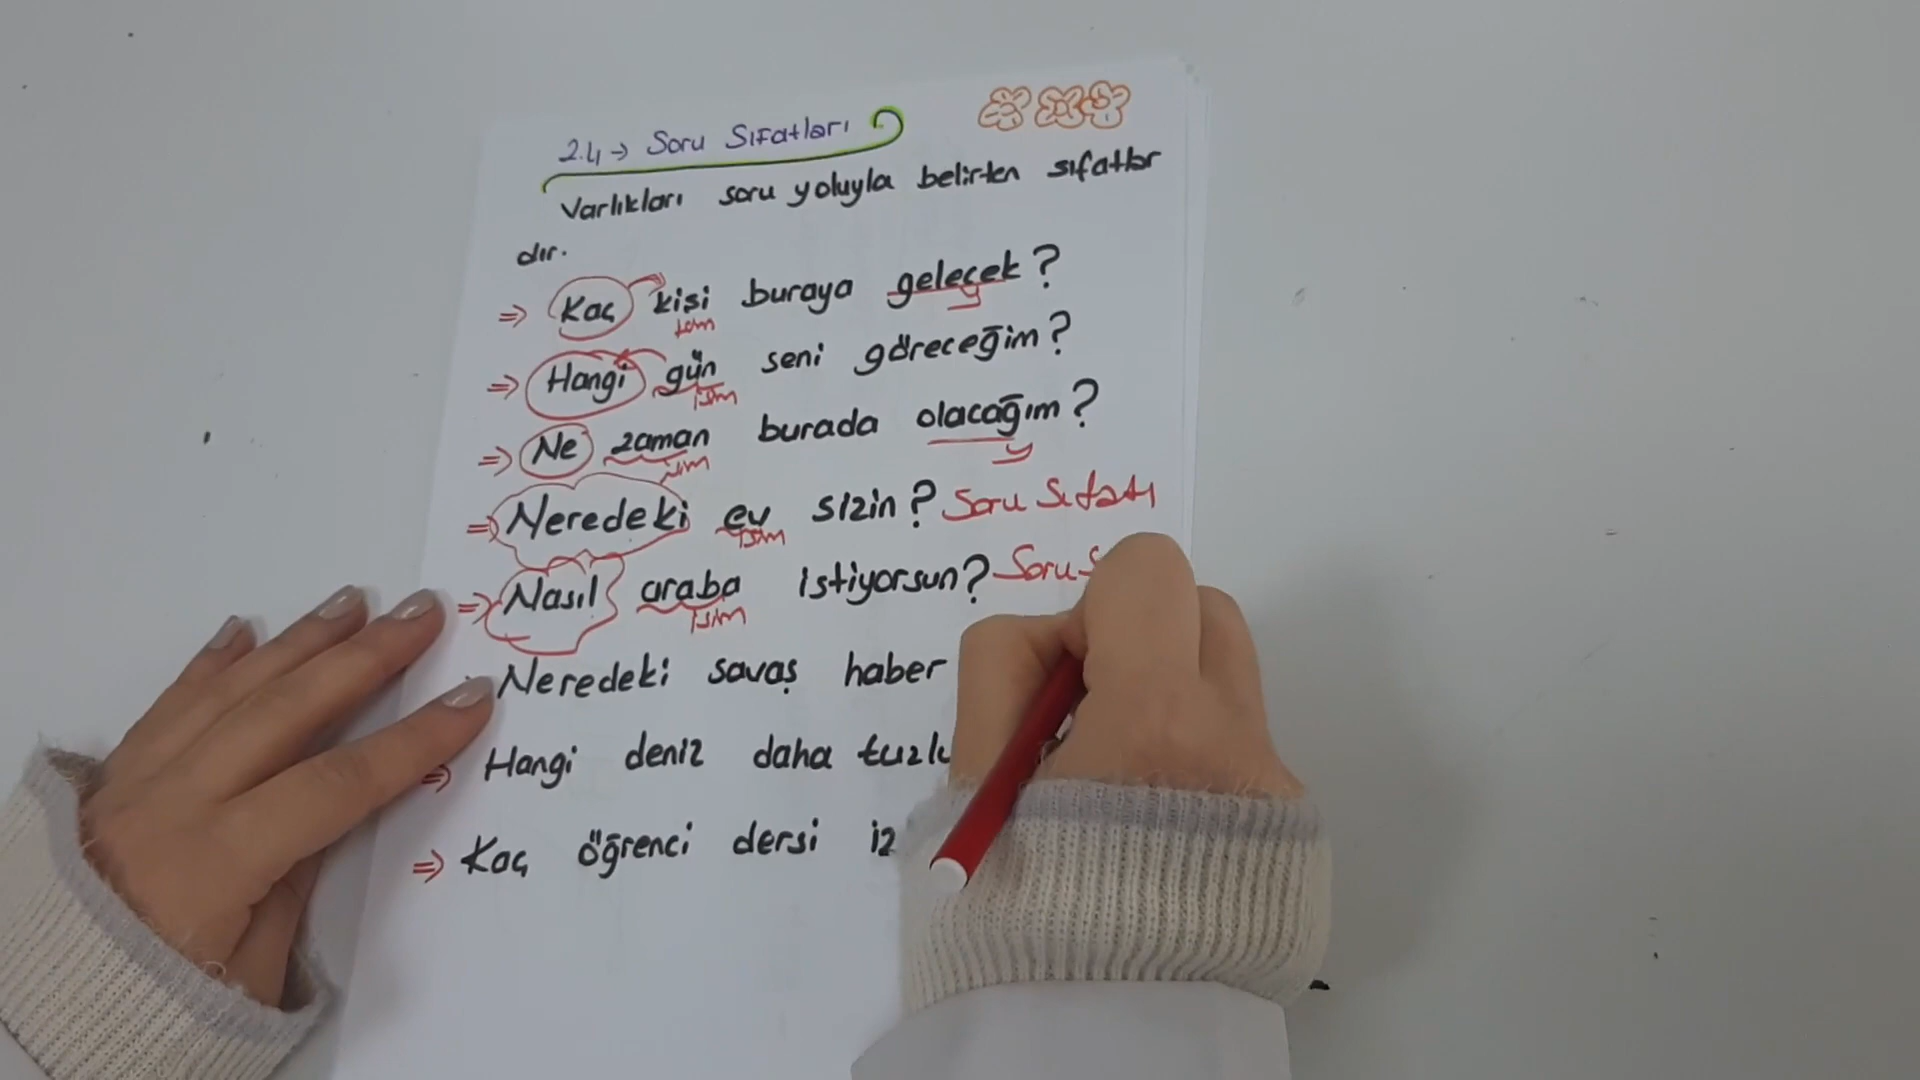 2.4 → Soru Sıfatları
Varlıkları soru yoluyla belirten sıfatlar
dır.
⇒ Kaç kişi buraya geleçek?
isim y
⇒ Hangi gün seni göreceğim?
isim
⇒ Ne zaman burada olacağım?
isim y
⇒ Neredeki ev sizin? Soru Sıfatı
isim
⇒ Nasıl araba istiyorsun? Soru S
isim
Neredeki savaş haber
⇒ Hangi deniz daha tuzlu
⇒ Kaç öğrenci dersi iz